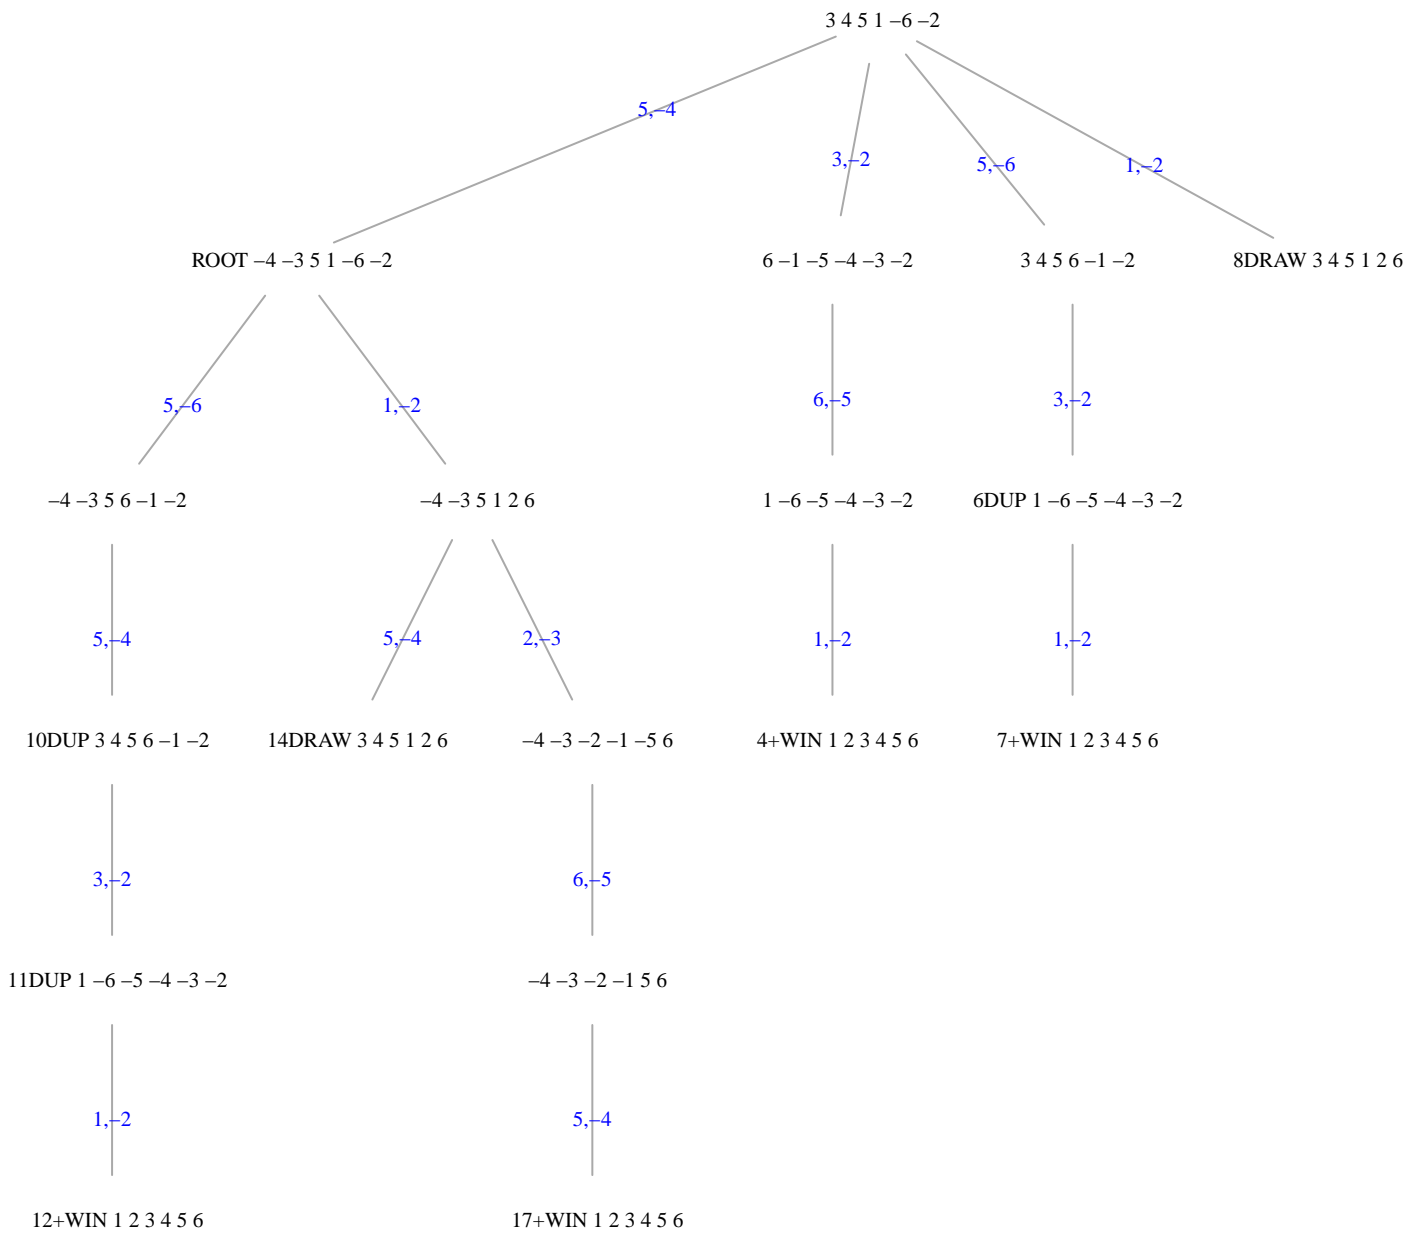 3 4 5 1 –6 –2
5,–4
3,–2
5,–6
1,–2
ROOT –4 –3 5 1 –6 –2
6 –1 –5 –4 –3 –2
3 4 5 6 –1 –2
8DRAW 3 4 5 1 2 6
5,–6
1,–2
6,–5
3,–2
–4 –3 5 6 –1 –2
–4 –3 5 1 2 6
1 –6 –5 –4 –3 –2
6DUP 1 –6 –5 –4 –3 –2
5,–4
5,–4
2,–3
1,–2
1,–2
10DUP 3 4 5 6 –1 –2
14DRAW 3 4 5 1 2 6
–4 –3 –2 –1 –5 6
4+WIN 1 2 3 4 5 6
7+WIN 1 2 3 4 5 6
3,–2
6,–5
11DUP 1 –6 –5 –4 –3 –2
–4 –3 –2 –1 5 6
1,–2
5,–4
12+WIN 1 2 3 4 5 6
17+WIN 1 2 3 4 5 6